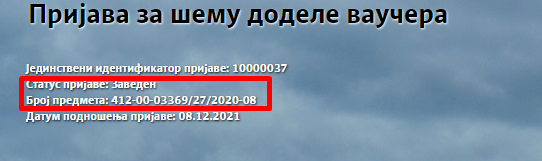 Пријава за шему доделе ваучера
Јединствени идентификатор пријаве: 10000037
Статус пријаве: Заведен
Број предмета: 412-00-03369/27/2020-08
Датум подношења пријаве: 08.12.2021